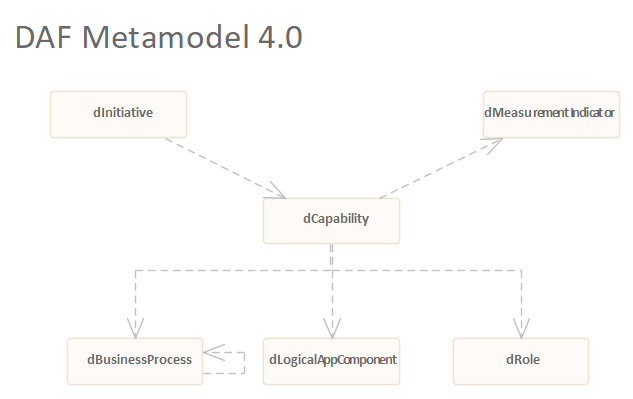 DAF Metamodel 4.0
dInitiative
dMeasurementIndicator
dCapability
dBusinessProcess
dLogicalAppComponent
dRole